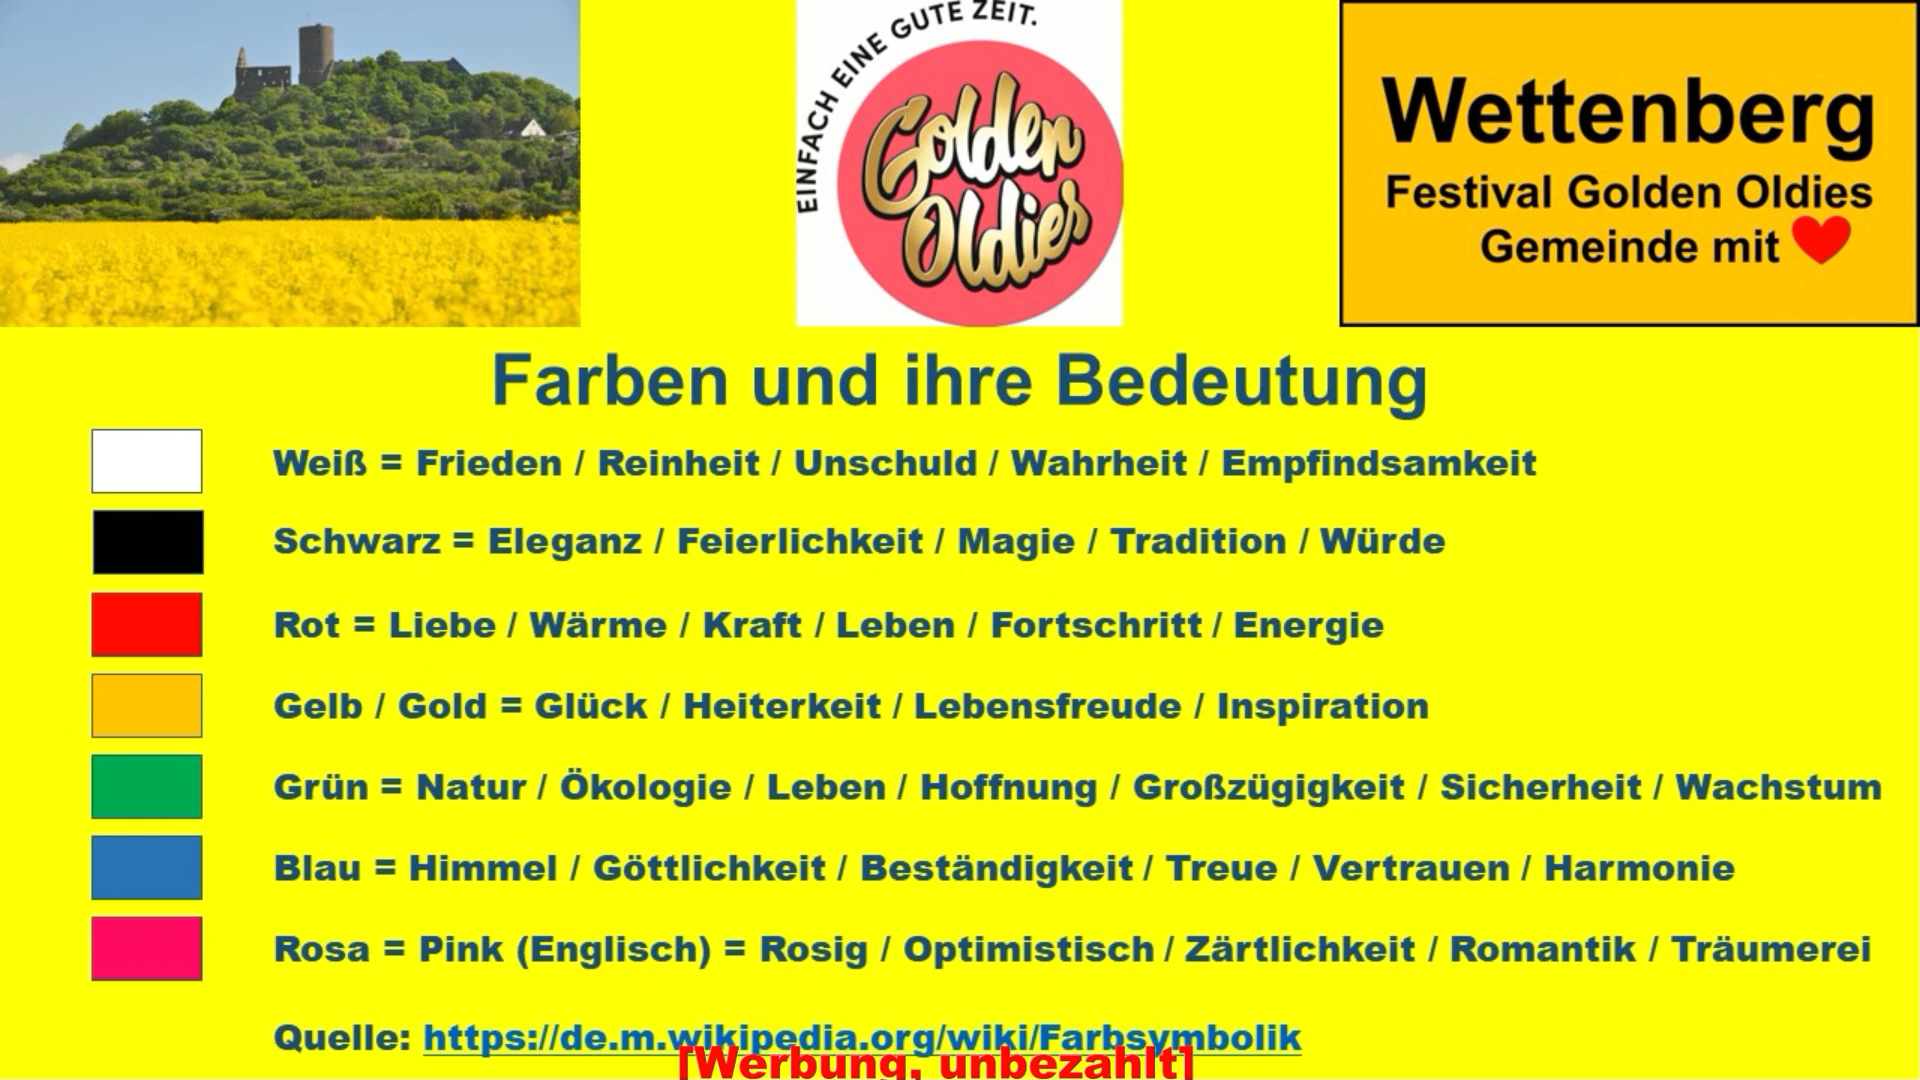 EINFACH EINE GUTE ZEIT.
Golden
Oldies
Wettenberg
Festival Golden Oldies
Gemeinde mit
Farben und ihre Bedeutung
Weiß = Frieden / Reinheit / Unschuld / Wahrheit / Empfindsamkeit
Schwarz = Eleganz / Feierlichkeit / Magie / Tradition / Würde
Rot = Liebe / Wärme / Kraft / Leben / Fortschritt / Energie
Gelb / Gold = Glück / Heiterkeit / Lebensfreude / Inspiration
Grün = Natur / Ökologie / Leben / Hoffnung / Großzügigkeit / Sicherheit / Wachstum
Blau = Himmel / Göttlichkeit / Beständigkeit / Treue / Vertrauen / Harmonie
Rosa = Pink (Englisch) = Rosig / Optimistisch / Zärtlichkeit / Romantik / Träumerei
Quelle: https://de.m.wikipedia.org/wiki/Farbsymbolik
[Werbung, unbezahlt]